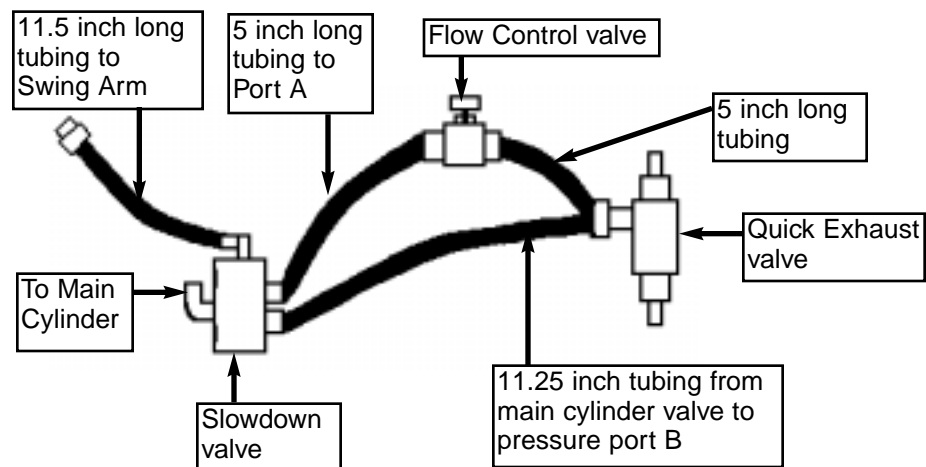 11.5 inch long
tubing to
Swing Arm
5 inch long
tubing to
Port A
Flow Control valve
5 inch long
tubing
Quick Exhaust
valve
To Main
Cylinder
Slowdown
valve
11.25 inch tubing from
main cylinder valve to
pressure port B